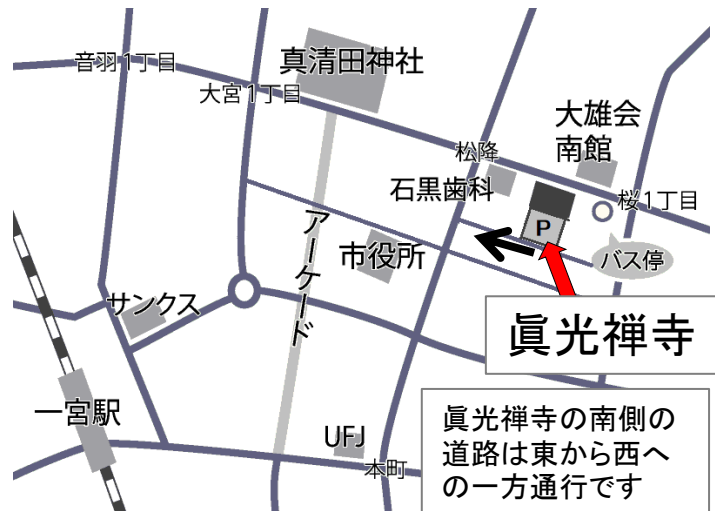 音羽1丁目
真清田神社
大宮1丁目
大雄会
南館
松隆
石黒歯科
桜1丁目
P
アーケード
市役所
バス停
サンクス
眞光禅寺
一宮駅
UFJ
本町
眞光禅寺の南側の
道路は東から西へ
の一方通行です